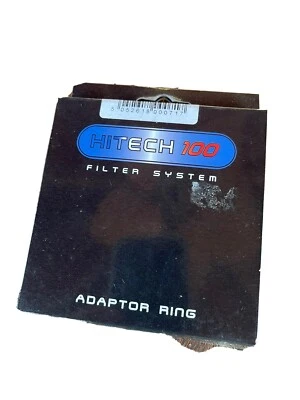 HITECH 100
FILTER SYSTEM
ADAPTOR RING